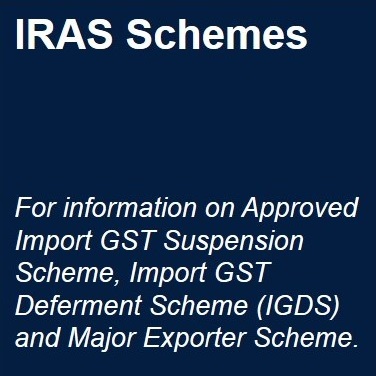 IRAS Schemes
For information on Approved
Import GST Suspension
Scheme, Import GST
Deferment Scheme (IGDS)
and Major Exporter Scheme.